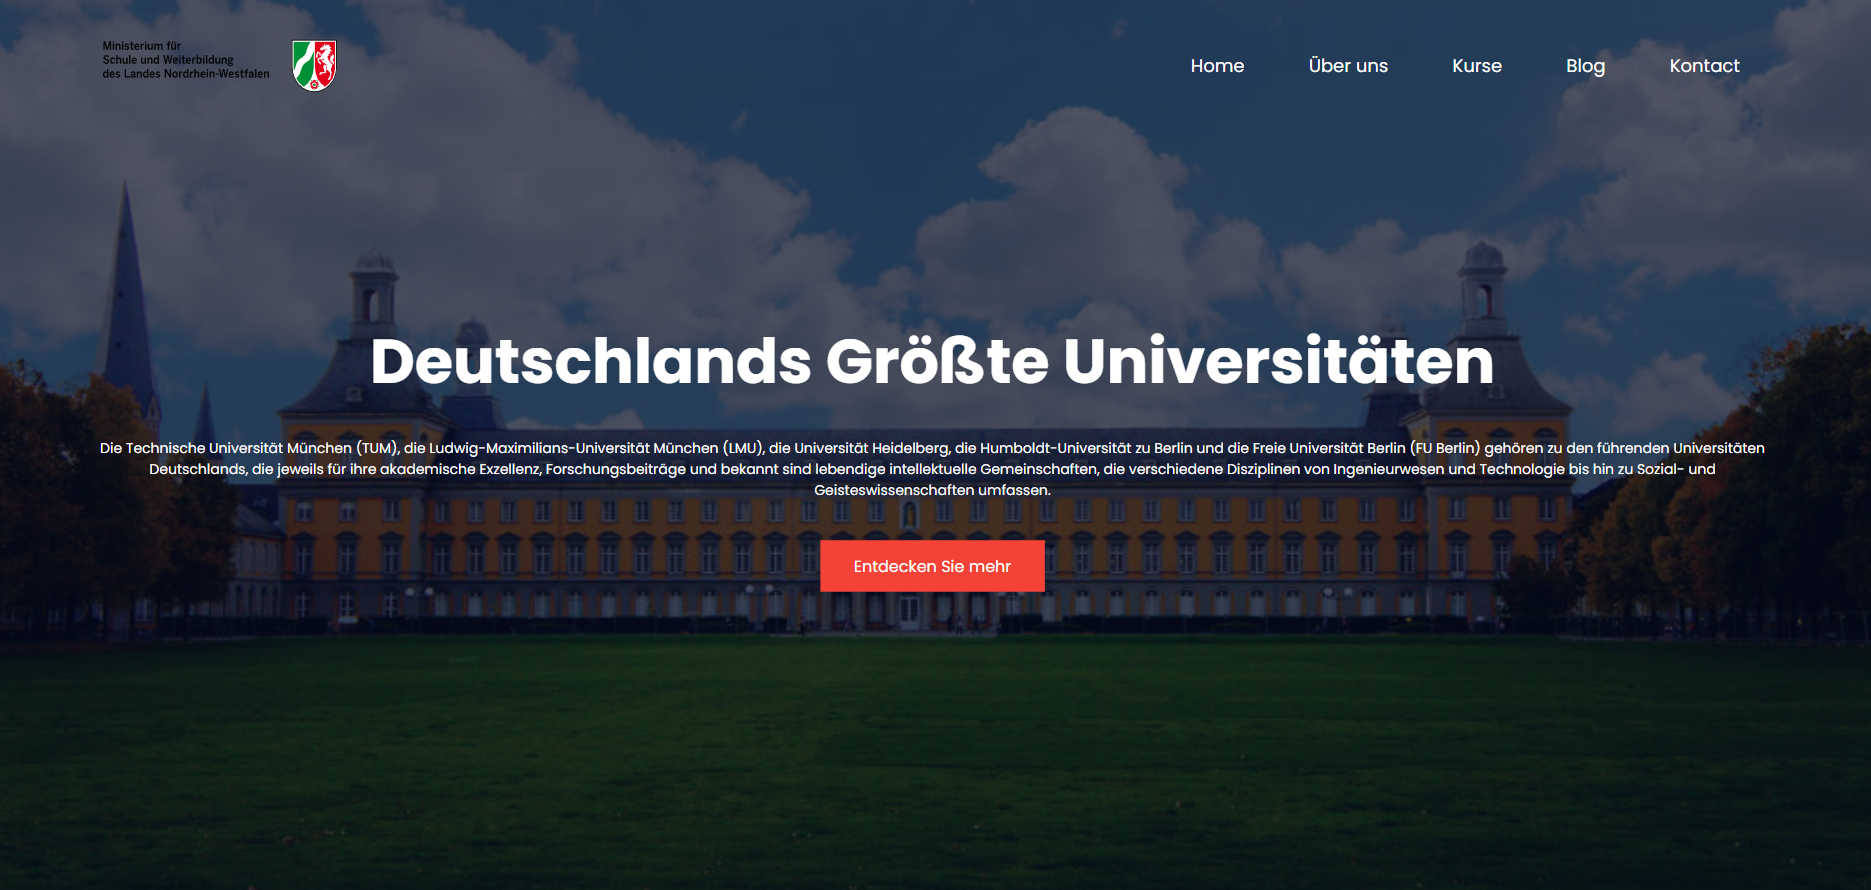 Ministerium für
Schule und Weiterbildung
des Landes Nordrhein-Westfalen
Home
Über uns
Kurse
Blog
Kontact
Deutschlands Größte Universitäten
Die Technische Universität München (TUM), die Ludwig-Maximilians-Universität München (LMU), die Universität Heidelberg, die Humboldt-Universität zu Berlin und die Freie Universität Berlin (FU Berlin) gehören zu den führenden Universitäten
Deutschlands, die jeweils für ihre akademische Exzellenz, Forschungsbeiträge und bekannt sind lebendige intellektuelle Gemeinschaften, die verschiedene Disziplinen von Ingenieurwesen und Technologie bis hin zu Sozial- und
Geisteswissenschaften umfassen.
Entdecken Sie mehr